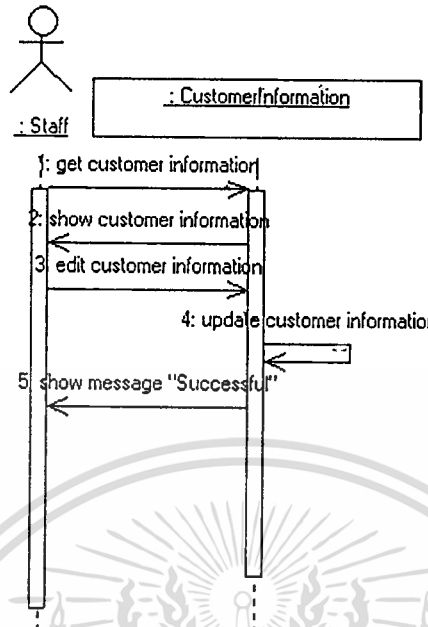 : CustomerInformation
: Staff
1: get customer information
2: show customer information
3: edit customer information
4: update customer information
5: show message "Successful"